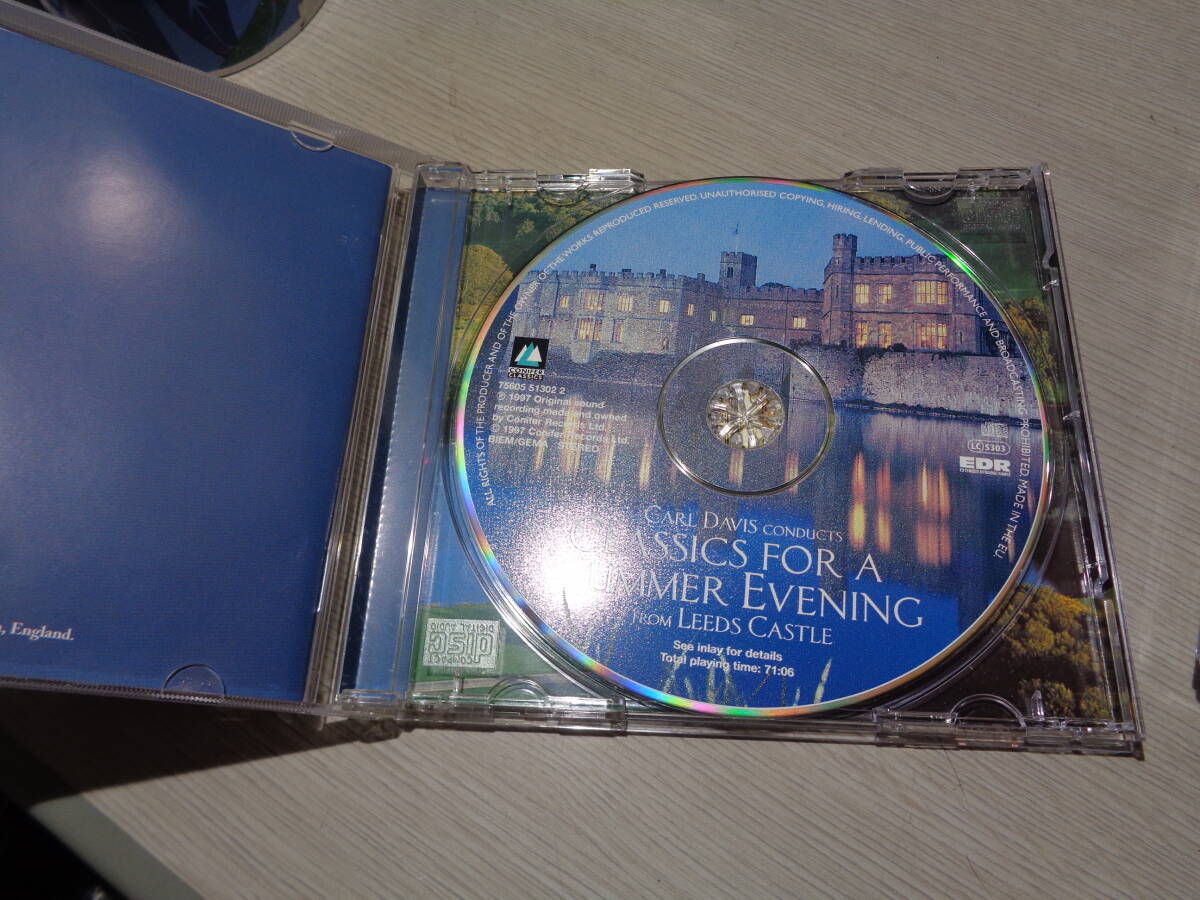 ALL RIGHTS OF THE PRODUCER AND OF THE OWNER OF THE WORKS REPRODUCED RESERVED. UNAUTHORISED COPYING, HIRING, LENDING, PUBLIC PERFORMANCE AND BROADCASTING PROHIBITED. MADE IN THE EU.
CONIFER
CLASSICS
75605 51302 2
℗ 1997 Original sound
recording made and owned
by Conifer Records Ltd.
© 1997 Conifer Records Ltd.
BIEM/GEMA STEREO
LC 5303
EDR
CARL DAVIS CONDUCTS
CLASSICS FOR A
SUMMER EVENING
FROM LEEDS CASTLE
See inlay for details
Total playing time: 71:06
COMPACT
disc
DIGITAL AUDIO
, England.